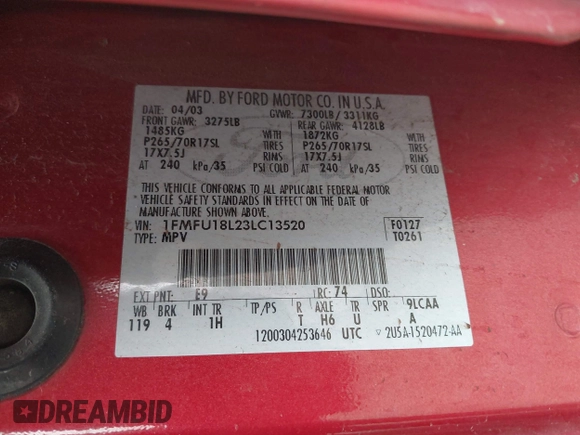 MFD. BY FORD MOTOR CO. IN U.S.A.
DATE: 04/03 GVWR: 7300LB/ 3311KG
FRONT GAWR: 3275LB REAR GAWR: 4128LB
1485KG WITH 1872KG WITH
P265/70R17SL TIRES P265/70R17SL TIRES
17X7.5J RIMS 17X7.5J RIMS
AT 240 kPa/35 PSI COLD AT 240 kPa/35 PSI COLD
THIS VEHICLE CONFORMS TO ALL APPLICABLE FEDERAL MOTOR
VEHICLE SAFETY STANDARDS IN EFFECT ON THE DATE OF
MANUFACTURE SHOWN ABOVE.
VIN: 1FMFU18L23LC13520 F0127
TYPE: MPV T0261
EXT PNT: E9 RC: 74 DSO:
WB BRK INT TR TP/PS R AXLE TR SPR 9LCAA
119 4 1H T H6 U A
1200304253646 UTC ▽ 2U5A-1520472-AA
DREAMBID